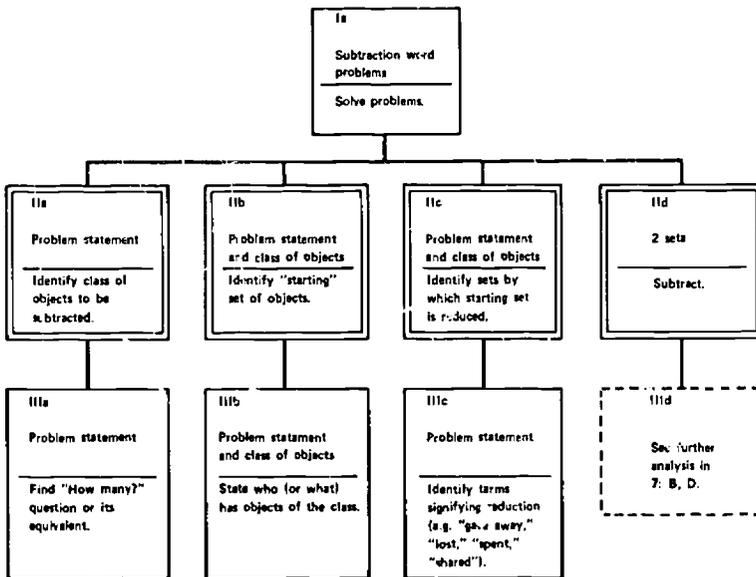 Ia
Subtraction word
problems
Solve problems.
IIa
Problem statement
Identify class of
objects to be
subtracted.
IIb
Problem statement
and class of objects
Identify "starting"
set of objects.
IIc
Problem statement
and class of objects
Identify sets by
which starting set
is reduced.
IId
2 sets
Subtract.
IIIa
Problem statement
Find "How many?"
question or its
equivalent.
IIIb
Problem statement
and class of objects
State who (or what)
has objects of the class.
IIIc
Problem statement
Identify terms
signifying reduction
(e.g. "gave away,"
"lost," "spent,"
"shared").
IIId
See further
analysis in
7: B, D.